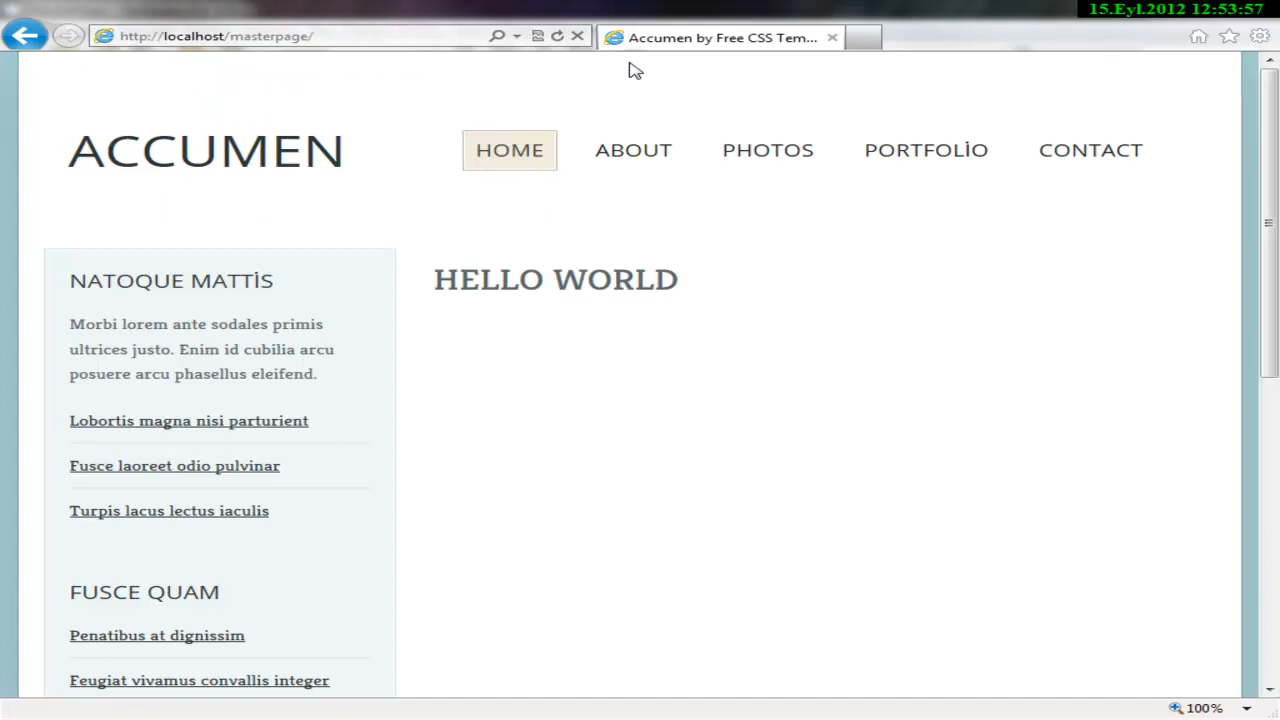 15.Eyl.2012 12:53:57
http://localhost/masterpage/
Accumen by Free CSS Tem...
ACCUMEN
HOME ABOUT PHOTOS PORTFOLİO CONTACT
NATOQUE MATTİS
Morbi lorem ante sodales primis
ultrices justo. Enim id cubilia arcu
posuere arcu phasellus eleifend.
Lobortis magna nisi parturient
Fusce laoreet odio pulvinar
Turpis lacus lectus iaculis
FUSCE QUAM
Penatibus at dignissim
Feugiat vivamus convallis integer
HELLO WORLD
100%